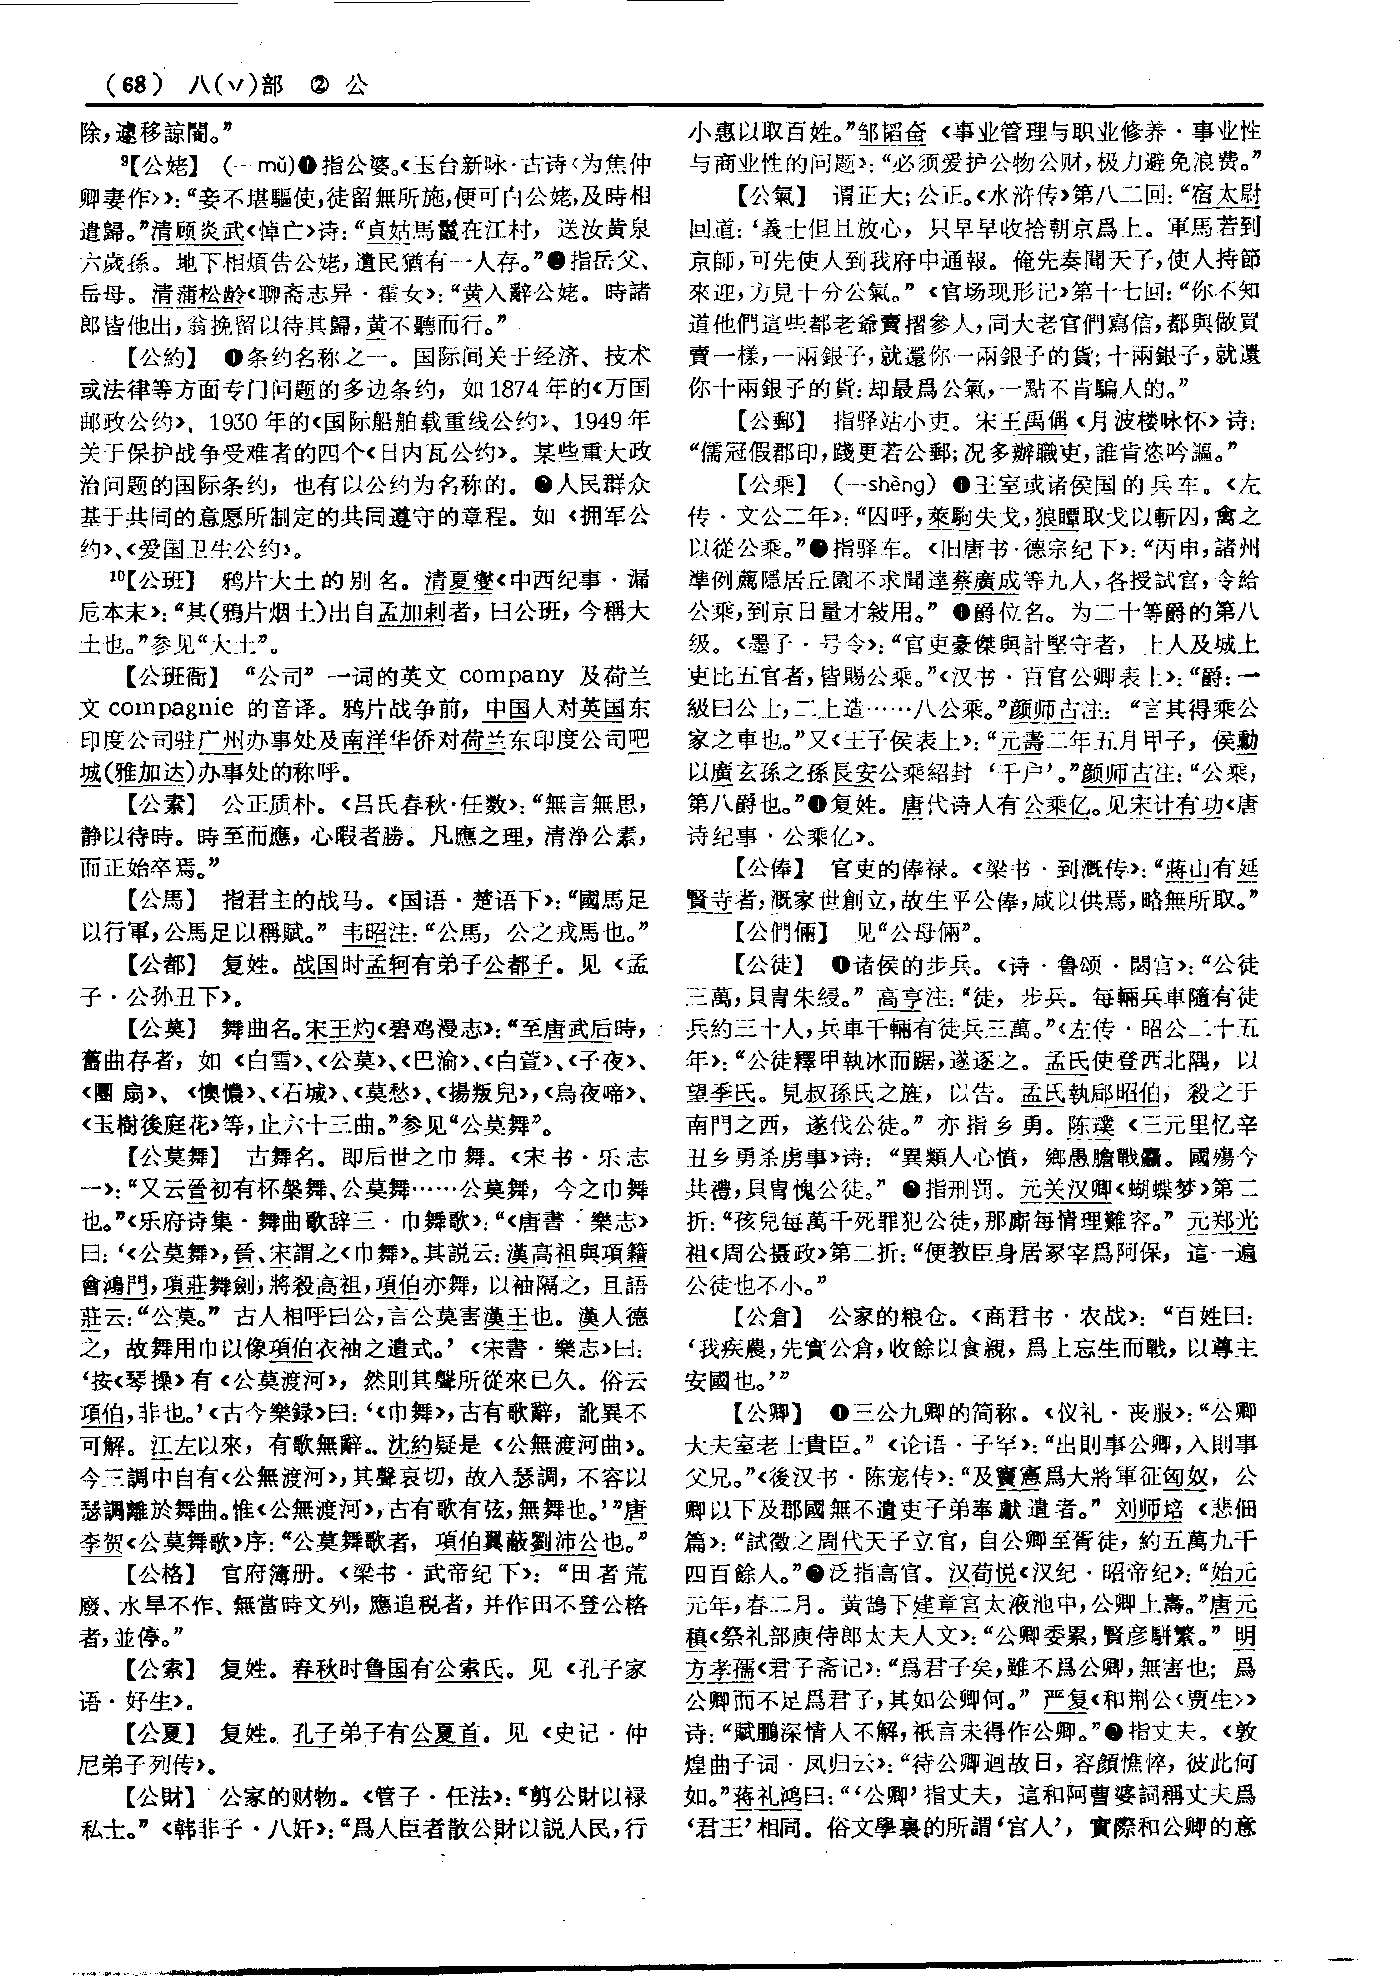 (68) 八(丷)部 ② 公
除，遽移諒闇。”
⁹【公姥】 (—mǔ)❶指公婆。《玉台新咏·古诗〈为焦仲
卿妻作〉》：“妾不堪驅使，徒留無所施，便可白公姥，及時相
遣歸。”清顾炎武《悼亡》诗：“貞姑馬鬣在江村，送汝黄泉
六歲孫。地下相煩告公姥，遺民猶有一人存。”❷指岳父、
岳母。清蒲松龄《聊斋志异·霍女》：“黄入辭公姥。時諸
郎皆他出，翁挽留以待其歸，黄不聽而行。”
【公約】 ❶条约名称之一。国际间关于经济、技术
或法律等方面专门问题的多边条约，如1874年的《万国
邮政公约》、1930年的《国际船舶载重线公约》、1949年
关于保护战争受难者的四个《日内瓦公约》。某些重大政
治问题的国际条约，也有以公约为名称的。❷人民群众
基于共同的意愿所制定的共同遵守的章程。如《拥军公
约》、《爱国卫生公约》。
¹⁰【公班】 鸦片大土的别名。清夏燮《中西纪事·漏
卮本末》：“其(鸦片烟土)出自孟加剌者，曰公班，今稱大
土也。”参见“大土”。
【公班衙】 “公司”一词的英文 company 及荷兰
文 compagnie 的音译。鸦片战争前，中国人对英国东
印度公司驻广州办事处及南洋华侨对荷兰东印度公司吧
城(雅加达)办事处的称呼。
【公素】 公正质朴。《吕氏春秋·任数》：“無言無思，
静以待時。時至而應，心暇者勝。凡應之理，清净公素，
而正始卒焉。”
【公馬】 指君主的战马。《国语·楚语下》：“國馬足
以行軍，公馬足以稱賦。”韦昭注：“公馬，公之戎馬也。”
【公都】 复姓。战国时孟轲有弟子公都子。见《孟
子·公孙丑下》。
【公莫】 舞曲名。宋王灼《碧鸡漫志》：“至唐武后時，
舊曲存者，如《白雪》、《公莫》、《巴渝》、《白萱》、《子夜》、
《團扇》、《懊憹》、《石城》、《莫愁》、《揚叛兒》，《烏夜啼》、
《玉樹後庭花》等，止六十三曲。”参见“公莫舞”。
【公莫舞】 古舞名。即后世之巾舞。《宋书·乐志
一》：“又云晉初有杯槃舞、公莫舞……公莫舞，今之巾舞
也。”《乐府诗集·舞曲歌辞三·巾舞歌》：“《唐書·樂志》
曰：‘《公莫舞》，晉、宋謂之《巾舞》。其説云：漢高祖與項籍
會鴻門，項莊舞劍，將殺高祖，項伯亦舞，以袖隔之，且語
莊云：“公莫。”古人相呼曰公，言公莫害漢王也。漢人德
之，故舞用巾以像項伯衣袖之遺式。’《宋書·樂志》曰：
‘按《琴操》有《公莫渡河》，然則其聲所從來已久。俗云
項伯，非也。’《古今樂録》曰：‘《巾舞》，古有歌辭，訛異不
可解。江左以來，有歌無辭。沈約疑是《公無渡河曲》。
今三調中自有《公無渡河》，其聲哀切，故入瑟調，不容以
瑟調離於舞曲。惟《公無渡河》，古有歌有弦，無舞也。’”唐
李贺《公莫舞歌》序：“公莫舞歌者，項伯翼蔽劉沛公也。”
【公格】 官府簿册。《梁书·武帝纪下》：“田者荒
廢、水旱不作、無當時文列，應追税者，并作田不登公格
者，並停。”
【公索】 复姓。春秋时鲁国有公索氏。见《孔子家
语·好生》。
【公夏】 复姓。孔子弟子有公夏首。见《史记·仲
尼弟子列传》。
【公財】 公家的财物。《管子·任法》：“剪公財以禄
私士。”《韩非子·八奸》：“爲人臣者散公財以説人民，行
小惠以取百姓。”邹韬奋《事业管理与职业修养·事业性
与商业性的问题》：“必须爱护公物公财，极力避免浪费。”
【公氣】 谓正大；公正。《水浒传》第八二回：“宿太尉
回道：‘義士但且放心，只早早收拾朝京爲上。軍馬若到
京師，可先使人到我府中通報。俺先奏聞天子，使人持節
來迎，方見十分公氣。”《官场现形记》第十七回：“你不知
道他們這些都老爺賣摺參人，同大老官們寫信，都與做買
賣一樣，一兩銀子，就還你一兩銀子的貨；十兩銀子，就還
你十兩銀子的貨：却最爲公氣，一點不肯騙人的。”
【公郵】 指驿站小吏。宋王禹偁《月波楼咏怀》诗：
“儒冠假郡印，踐更若公郵；况多辦職吏，誰肯恣吟謳。”
【公乘】 (—shèng) ❶王室或诸侯国的兵车。《左
传·文公二年》：“囚呼，萊駒失戈，狼瞫取戈以斬囚，禽之
以從公乘。”❷指驿车。《旧唐书·德宗纪下》：“丙申，諸州
準例薦隱居丘園不求聞達蔡廣成等九人，各授試官，令給
公乘，到京日量才敍用。” ❸爵位名。为二十等爵的第八
级。《墨子·号令》：“官吏豪傑與計堅守者，上人及城上
吏比五官者，皆賜公乘。”《汉书·百官公卿表上》：“爵：一
級曰公士，二上造……八公乘。”颜师古注：“言其得乘公
家之車也。”又《王子侯表上》：“元壽二年五月甲子，侯勳
以廣玄孫之孫長安公乘紹封‘千户’。”颜师古注：“公乘，
第八爵也。”❹复姓。唐代诗人有公乘亿。见宋计有功《唐
诗纪事·公乘亿》。
【公俸】 官吏的俸禄。《梁书·到溉传》：“蔣山有延
賢寺者，溉家世創立，故生平公俸，咸以供焉，略無所取。”
【公們倆】 见“公母倆”。
【公徒】 ❶诸侯的步兵。《诗·鲁颂·閟宫》：“公徒
三萬，貝胄朱綅。”高亨注：“徒，步兵。每輛兵車隨有徒
兵約三十人，兵車千輛有徒兵三萬。”《左传·昭公二十五
年》：“公徒釋甲執冰而踞，遂逐之。孟氏使登西北隅，以
望季氏。見叔孫氏之旌，以告。孟氏執郈昭伯，殺之于
南門之西，遂伐公徒。”亦指乡勇。陈璞《三元里忆辛
丑乡勇杀虏事》诗：“異類人心憤，鄉愚膽戰麤。國殤今
共禮，貝胄愧公徒。” ❷指刑罚。元关汉卿《蝴蝶梦》第二
折：“孩兒每萬千死罪犯公徒，那廝每情理難容。”元郑光
祖《周公摄政》第二折：“便教臣身居冢宰爲阿保，這一遍
公徒也不小。”
【公倉】 公家的粮仓。《商君书·农战》：“百姓曰：
‘我疾農，先實公倉，收餘以食親，爲上忘生而戰，以尊主
安國也。’”
【公卿】 ❶三公九卿的简称。《仪礼·丧服》：“公卿
大夫室老士貴臣。”《论语·子罕》：“出則事公卿，入則事
父兄。”《後汉书·陈宠传》：“及竇憲爲大將軍征匈奴，公
卿以下及郡國無不遣吏子弟奉獻遺者。”刘师培《悲佃
篇》：“試徵之周代天子立官，自公卿至胥徒，約五萬九千
四百餘人。”❷泛指高官。汉荀悦《汉纪·昭帝纪》：“始元
元年，春二月。黄鵠下建章宫太液池中，公卿上壽。”唐元
稹《祭礼部庾侍郎太夫人文》：“公卿委累，賢彦駢繁。”明
方孝孺《君子斋记》：“爲君子矣，雖不爲公卿，無害也；爲
公卿而不足爲君子，其如公卿何。”严复《和荆公〈贾生〉》
诗：“賦鵬深情人不解，祇言未得作公卿。”❸指丈夫。《敦
煌曲子词·凤归云》：“待公卿迴故日，容顔憔悴，彼此何
如。”蒋礼鸿曰：“‘公卿’指丈夫，這和阿曹婆詞稱丈夫爲
‘君王’相同。俗文學裏的所謂‘官人’，實際和公卿的意